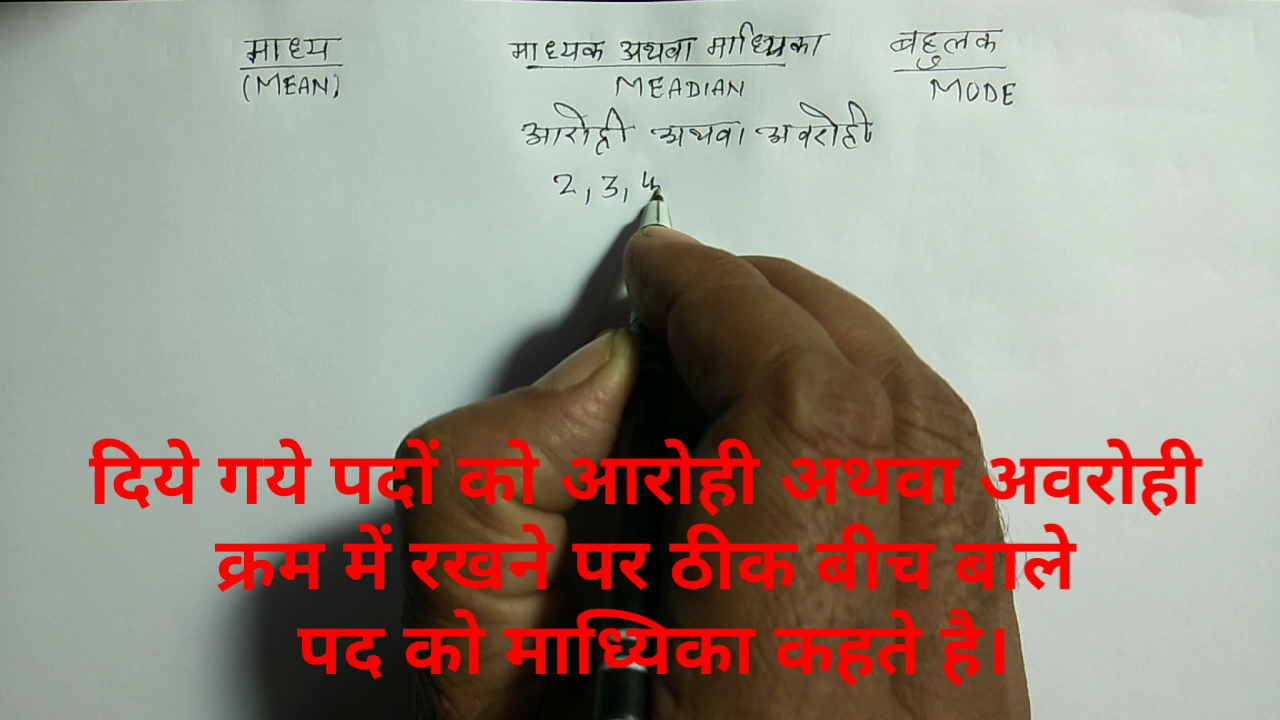 माध्य माध्यक अथवा माध्यिका बहुलक
(MEAN) MEADIAN MODE
आरोही अथवा अवरोही
2, 3, 4
दिये गये पदों को आरोही अथवा अवरोही
क्रम में रखने पर ठीक बीच बाले
पद को माध्यिका कहते है।